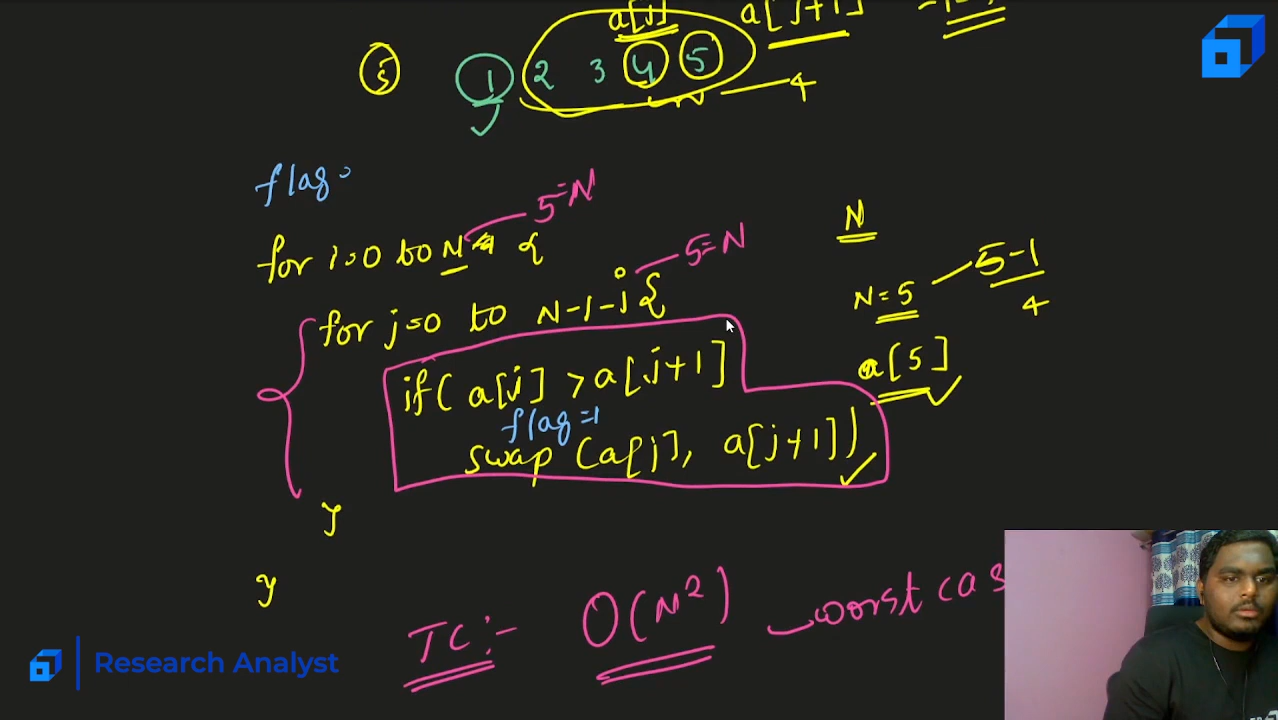 a[j] a[j+1]
5 1 2 3 4 5 4
flag
5=N
for i=0 to N {
5=N
N
for j=0 to N-1-i {
N=5 5-1
4
if( a[j] > a[j+1]
a[5]
flag=1
swap (a[j], a[j+1])
}
}
TC:- O(N²) worst cas
Research Analyst